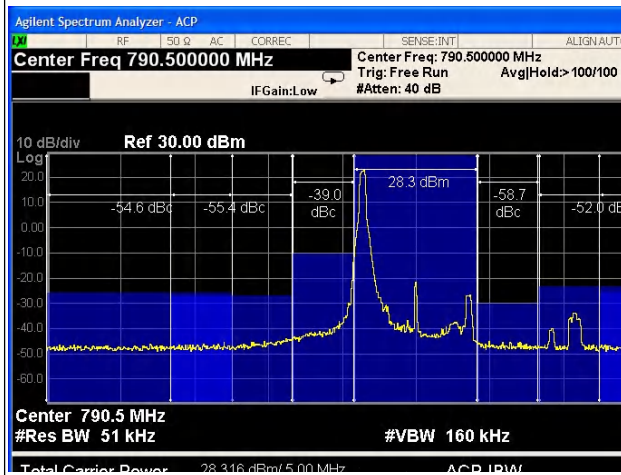 Agilent Spectrum Analyzer - ACP
LXI RF 50 Ω AC CORREC SENSE:INT ALIGN AUT
Center Freq 790.500000 MHz
Center Freq: 790.500000 MHz
Trig: Free Run Avg|Hold:> 100/100
IFGain:Low #Atten: 40 dB
10 dB/div Ref 30.00 dBm
Log
20.0
10.0
0.00
-10.0
-20.0
-30.0
-40.0
-50.0
-60.0
-54.6 dBc
-55.4 dBc
-39.0
dBc
28.3 dBm
-58.7
dBc
-52.0 dB
Center 790.5 MHz
#Res BW 51 kHz #VBW 160 kHz
Total Carrier Power 28.316 dBm/ 5.00 MHz ACP IBW